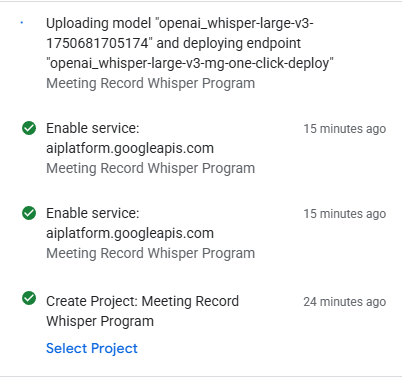 Uploading model "openai_whisper-large-v3-
1750681705174" and deploying endpoint
"openai_whisper-large-v3-mg-one-click-deploy"
Meeting Record Whisper Program
Enable service: 15 minutes ago
aiplatform.googleapis.com
Meeting Record Whisper Program
Enable service: 15 minutes ago
aiplatform.googleapis.com
Meeting Record Whisper Program
Create Project: Meeting Record 24 minutes ago
Whisper Program
Select Project